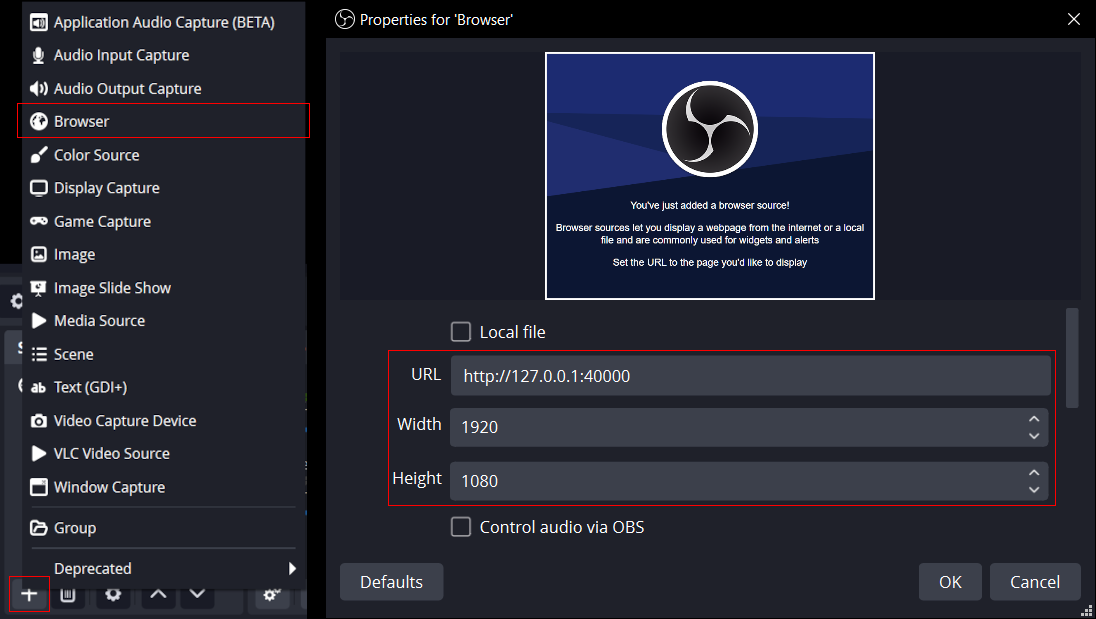 Application Audio Capture (BETA)
Audio Input Capture
Audio Output Capture
Browser
Color Source
Display Capture
Game Capture
Image
Image Slide Show
Media Source
Scene
Text (GDI+)
Video Capture Device
VLC Video Source
Window Capture
Group
Deprecated
Properties for 'Browser'
You've just added a browser source!
Browser sources let you display a webpage from the internet or a local
file and are commonly used for widgets and alerts
Set the URL to the page you'd like to display
Local file
URL
http://127.0.0.1:40000
Width
1920
Height
1080
Control audio via OBS
Defaults
OK
Cancel